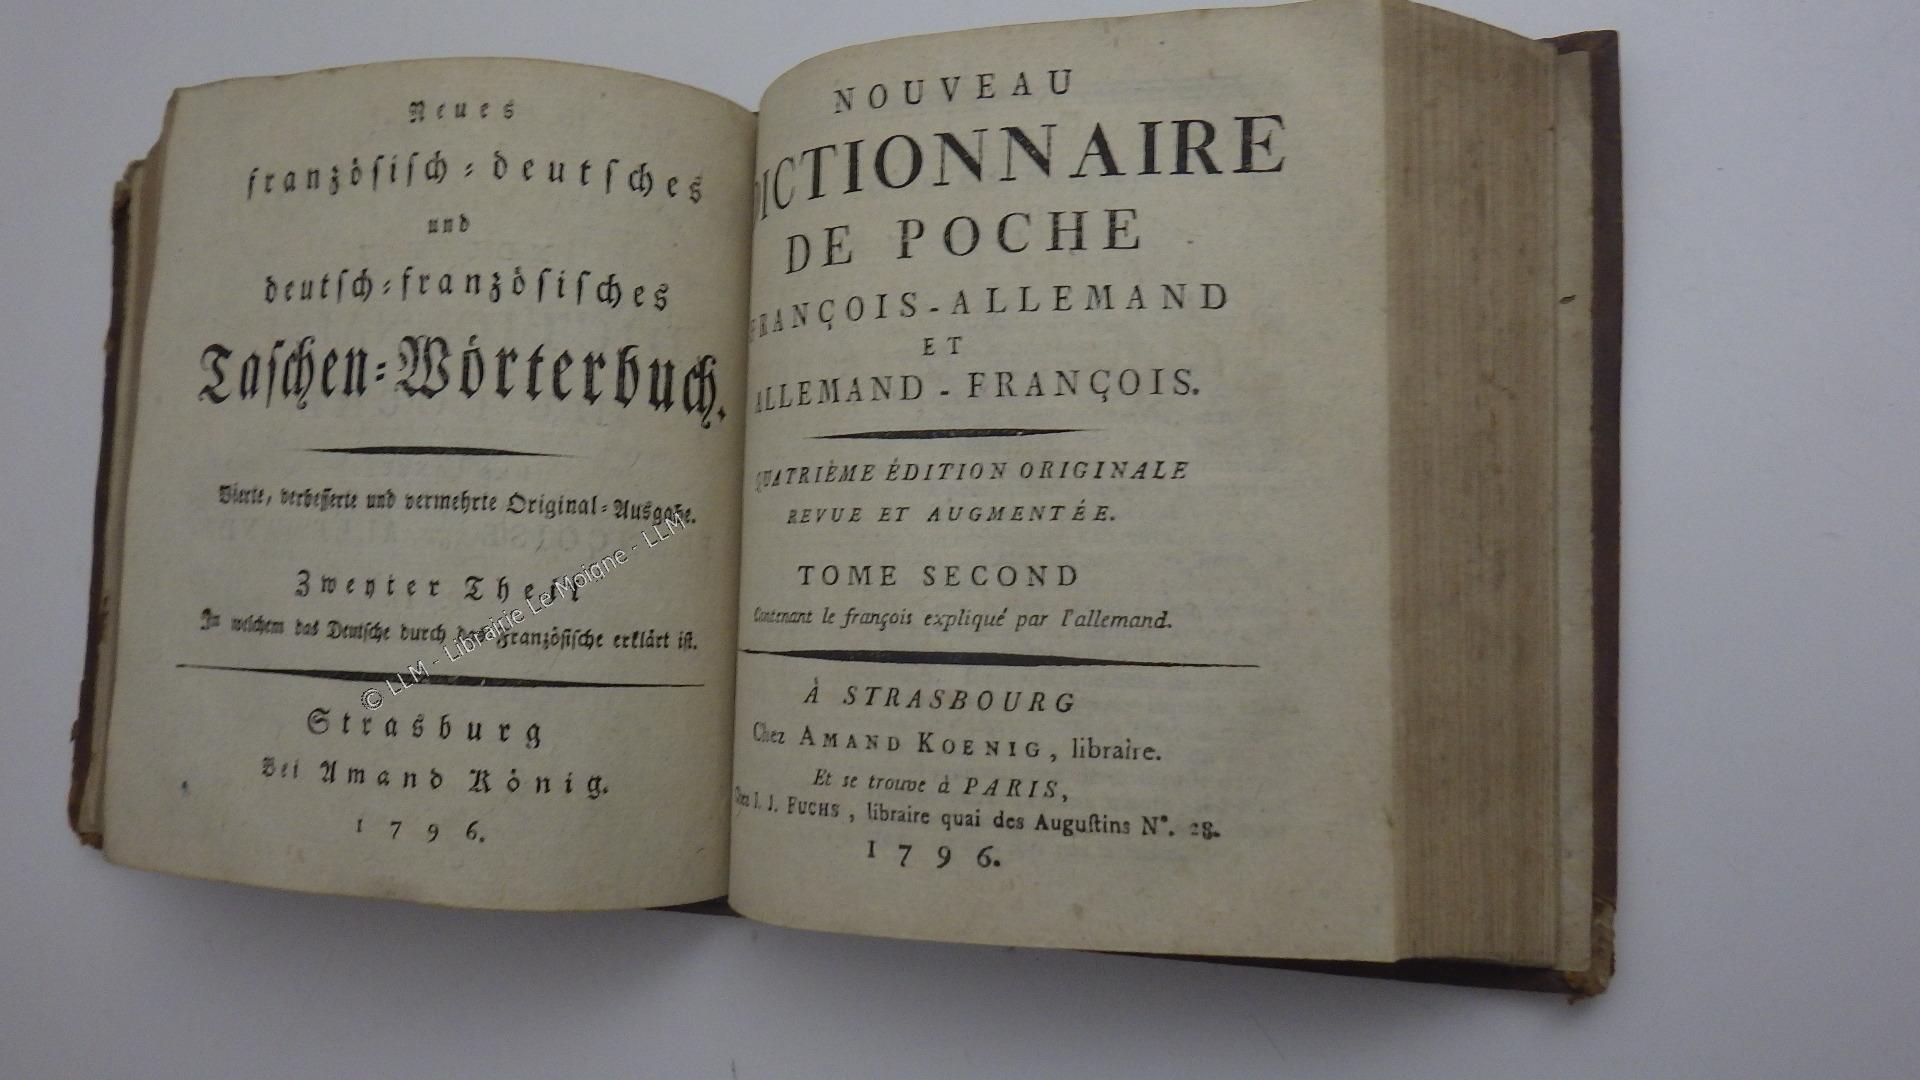 Neues
französiſch-deutſches
und
deutſch-französiſches
Taſchen-Wörterbuch.
Vierte, verbeſſerte und vermehrte Original-Ausgabe.
Zweyter Theil
In welchem das Deutſche durch das Französiſche erklärt iſt.
Strasburg
Bei Amand König.
1796.
© LLM - Librairie Le Moigne - LLM
NOUVEAU
DICTIONNAIRE
DE POCHE
FRANÇOIS-ALLEMAND
ET
ALLEMAND-FRANÇOIS.
QUATRIÈME ÉDITION ORIGINALE
REVUE ET AUGMENTÉE.
TOME SECOND
Contenant le françois expliqué par l'allemand.
À STRASBOURG
Chez AMAND KOENIG, libraire.
Et se trouve à PARIS,
Chez I. J. FUCHS, libraire quai des Auguſtins N°. 28.
1796.